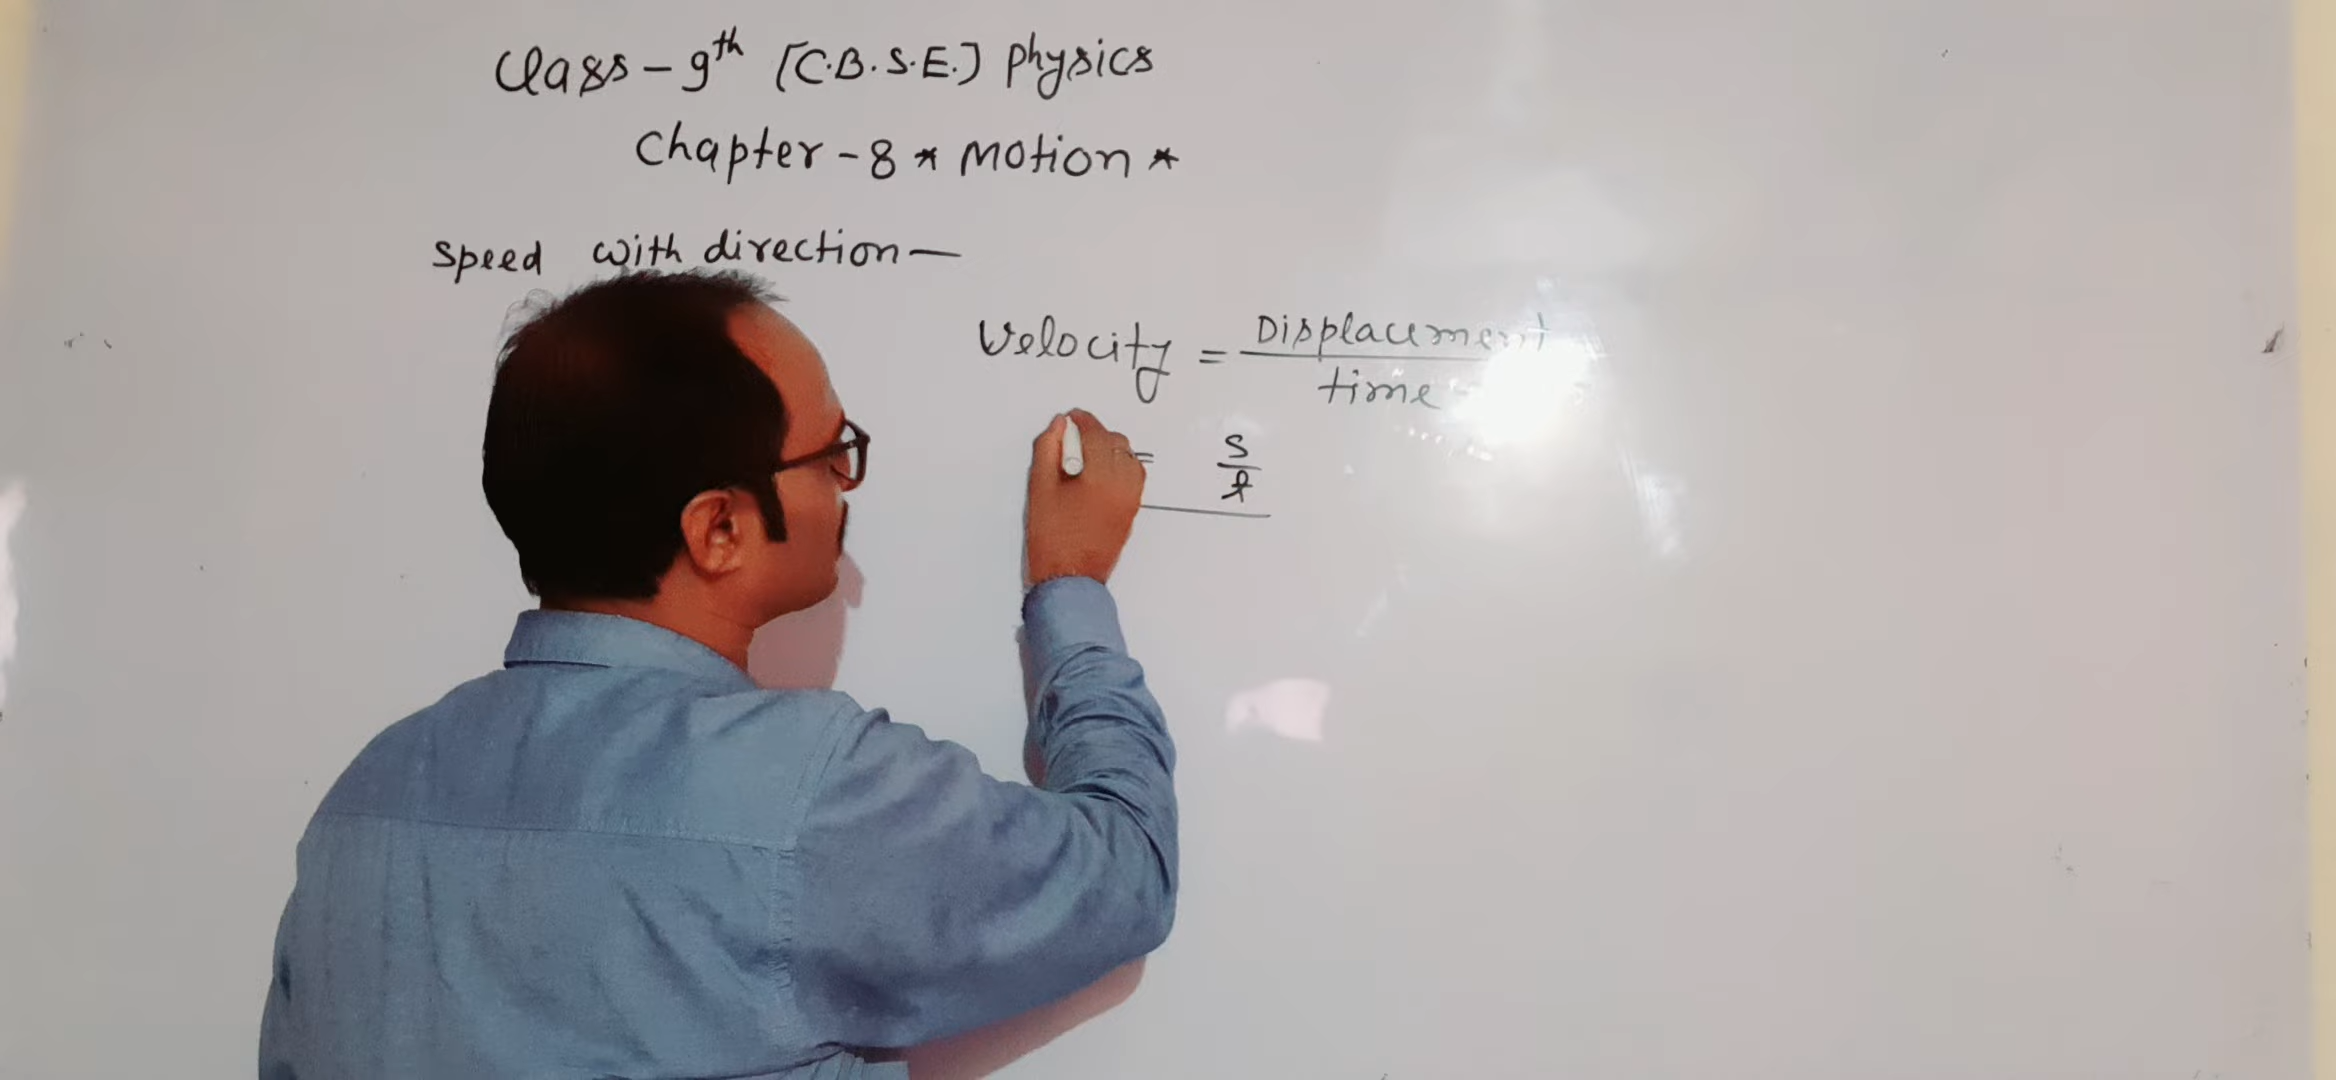 Class - 9th [C.B.S.E.] Physics
Chapter - 8 * Motion *
Speed with direction —
Velocity = Displacement / time
= s / t